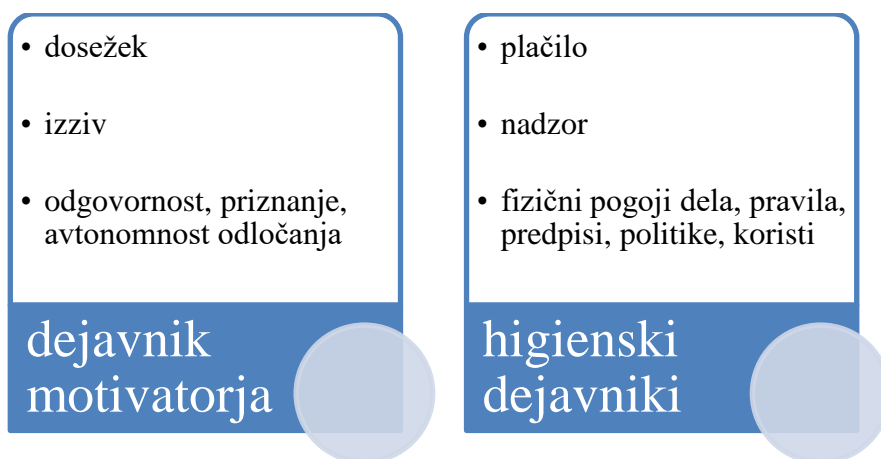 • dosežek
• izziv
• odgovornost, priznanje,
avtonomnost odločanja
dejavnik
motivatorja
• plačilo
• nadzor
• fizični pogoji dela, pravila,
predpisi, politike, koristi
higienski
dejavniki